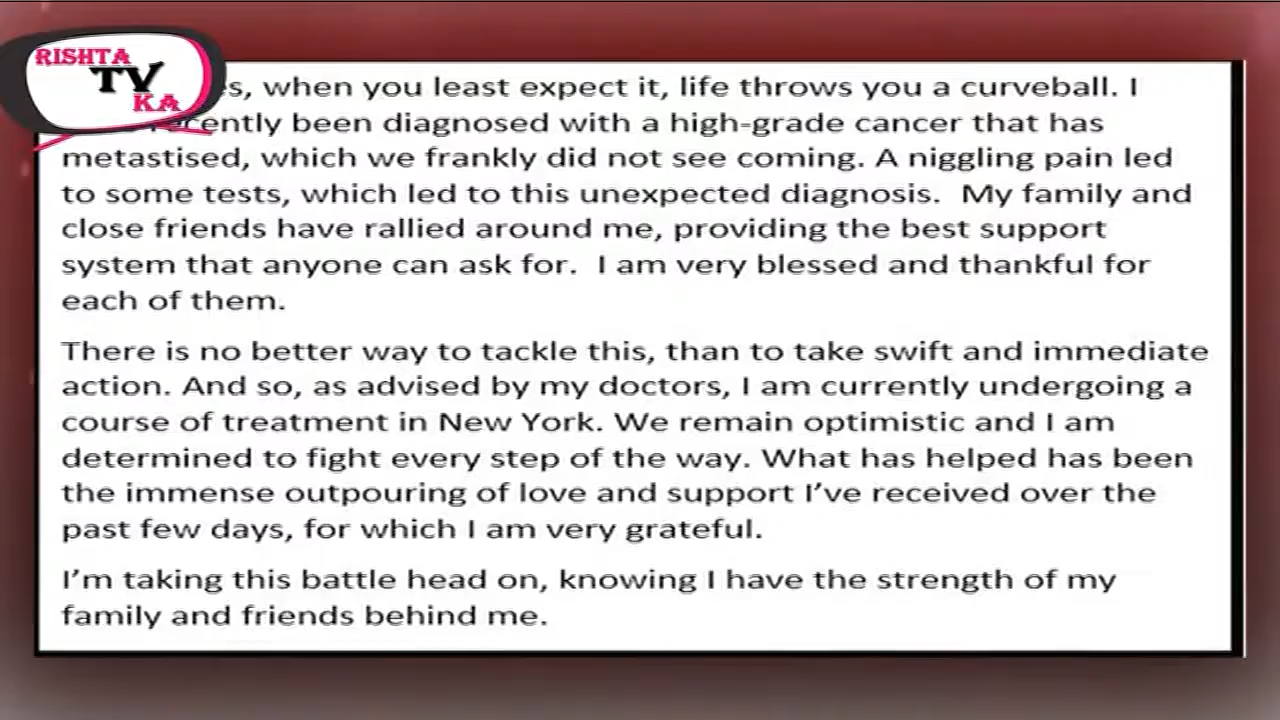 RISHTA
TV
KA
es, when you least expect it, life throws you a curveball. I
recently been diagnosed with a high-grade cancer that has
metastised, which we frankly did not see coming. A niggling pain led
to some tests, which led to this unexpected diagnosis. My family and
close friends have rallied around me, providing the best support
system that anyone can ask for. I am very blessed and thankful for
each of them.
There is no better way to tackle this, than to take swift and immediate
action. And so, as advised by my doctors, I am currently undergoing a
course of treatment in New York. We remain optimistic and I am
determined to fight every step of the way. What has helped has been
the immense outpouring of love and support I’ve received over the
past few days, for which I am very grateful.
I’m taking this battle head on, knowing I have the strength of my
family and friends behind me.